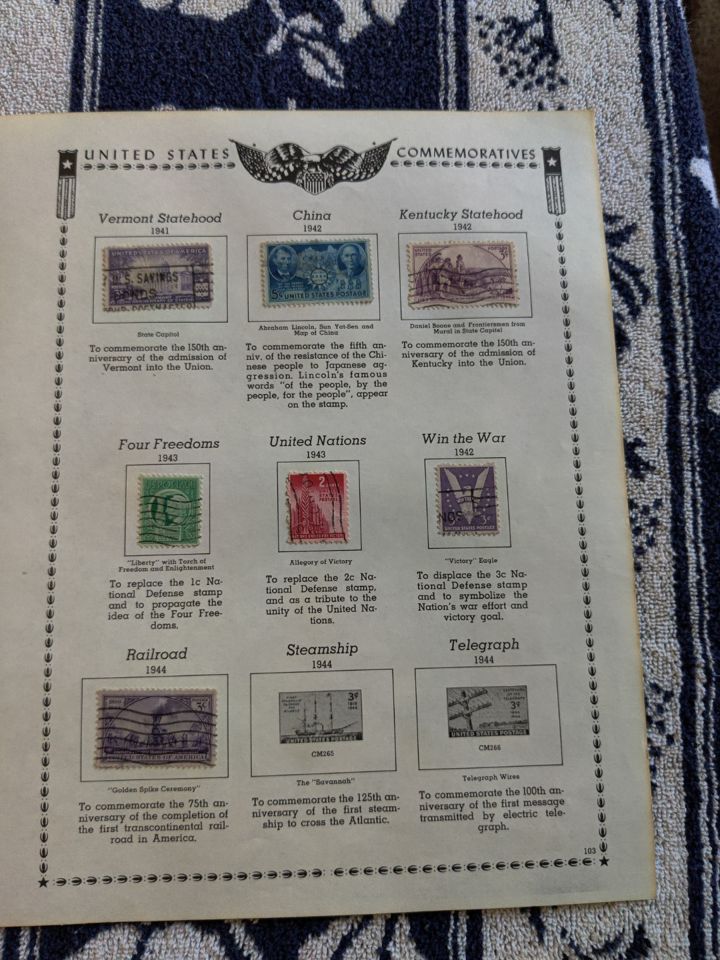 UNITED STATES COMMEMORATIVES
Vermont Statehood
1941
UNITED STATES OF AMERICA
U.S. SAVINGS
BONDS
State Capitol
To commemorate the 150th an-
niversary of the admission of
Vermont into the Union.
China
1942
5¢ UNITED STATES POSTAGE
Abraham Lincoln, Sun Yat-Sen and
Map of China
To commemorate the fifth an-
niv. of the resistance of the Chi-
nese people to Japanese ag-
gression. Lincoln's famous
words "of the people, by the
people, for the people", appear
on the stamp.
Kentucky Statehood
1942
UNITED STATES
POSTAGE
3¢
Daniel Boone and Frontiersmen from
Mural in State Capitol
To commemorate the 150th an-
niversary of the admission of
Kentucky into the Union.
Four Freedoms
1943
"Liberty" with Torch of
Freedom and Enlightenment
To replace the 1c Na-
tional Defense stamp
and to propagate the
idea of the Four Free-
doms.
United Nations
1943
2
Allegory of Victory
To replace the 2c Na-
tional Defense stamp,
and as a tribute to the
unity of the United Na-
tions.
Win the War
1942
3¢
UNITED STATES POSTAGE
"Victory" Eagle
To displace the 3c Na-
tional Defense stamp
and to symbolize the
Nation's war effort and
victory goal.
Railroad
1944
UNITED STATES OF AMERICA
"Golden Spike Ceremony"
To commemorate the 75th an-
niversary of the completion of
the first transcontinental rail-
road in America.
Steamship
1944
3¢
UNITED STATES POSTAGE
CM265
The "Savannah"
To commemorate the 125th an-
niversary of the first steam-
ship to cross the Atlantic.
Telegraph
1944
3¢
UNITED STATES POSTAGE
CM266
Telegraph Wires
To commemorate the 100th an-
niversary of the first message
transmitted by electric tele-
graph.
103